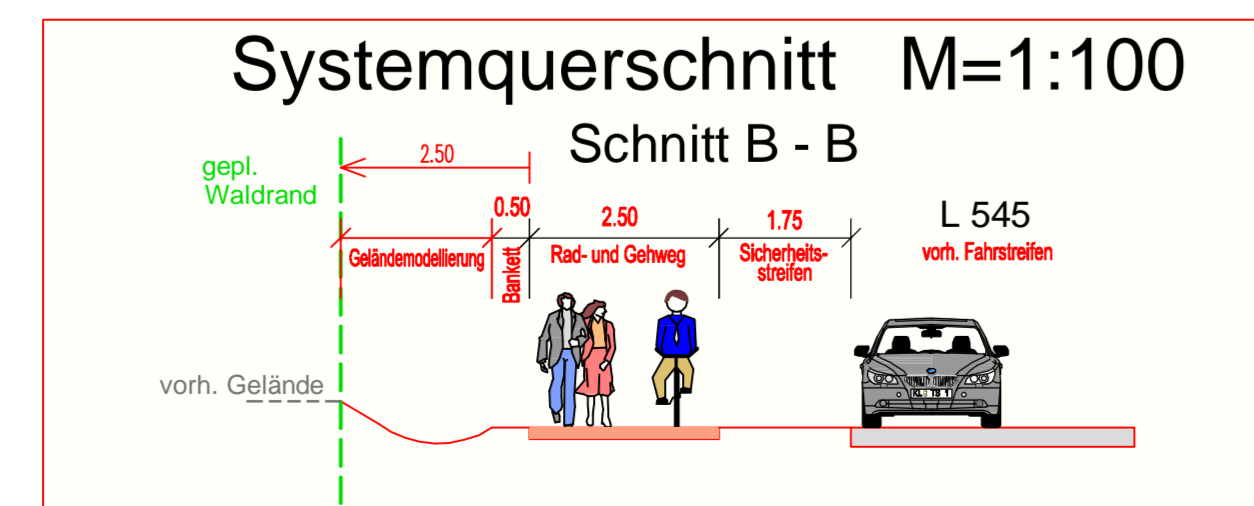 Systemquerschnitt M=1:100
Schnitt B - B
gepl.
Waldrand
2.50
0.50
2.50
1.75
L 545
Geländemodellierung
Bankett
Rad- und Gehweg
Sicherheits-
streifen
vorh. Fahrstreifen
vorh. Gelände